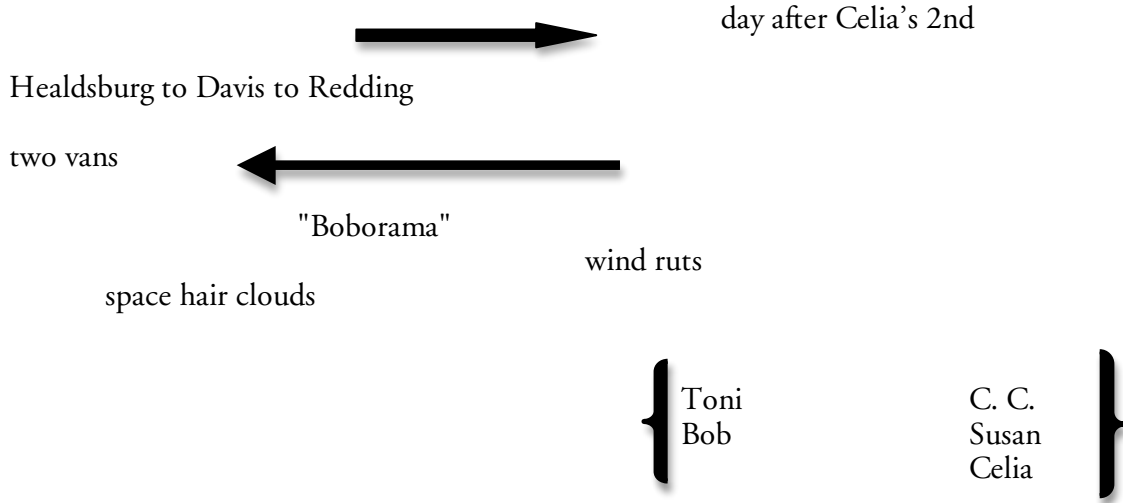 day after Celia’s 2nd
Healdsburg to Davis to Redding
two vans
"Boborama"
wind ruts
space hair clouds
Toni
Bob
C. C.
Susan
Celia